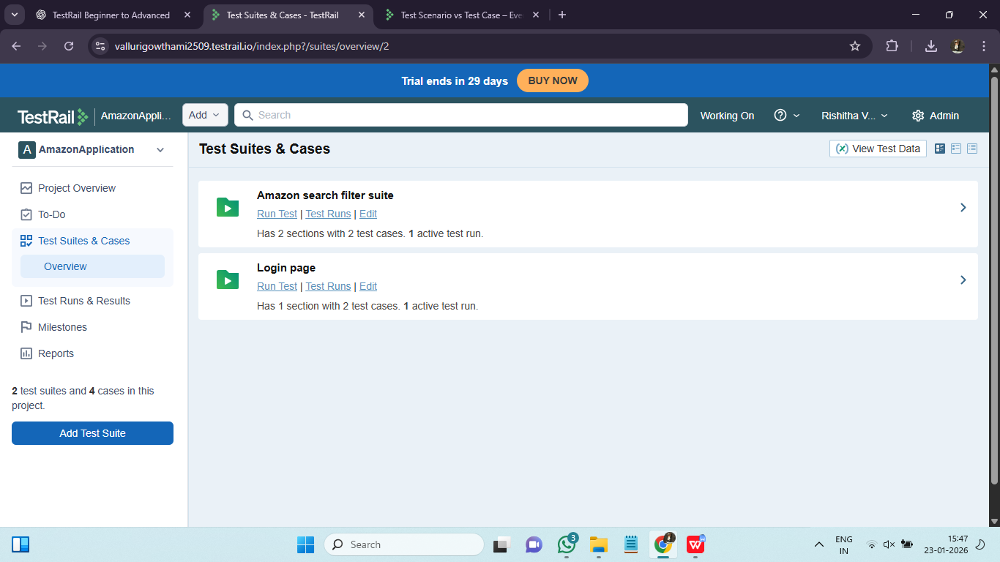 TestRail Beginner to Advanced
Test Suites & Cases - TestRail
Test Scenario vs Test Case – Eve
vallurigowthami2509.testrail.io/index.php?/suites/overview/2
Trial ends in 29 days
BUY NOW
TestRail
AmazonAppli...
Add
Search
Working On
Rishitha V...
Admin
A AmazonApplication
Test Suites & Cases
View Test Data
Project Overview
To-Do
Test Suites & Cases
Overview
Test Runs & Results
Milestones
Reports
2 test suites and 4 cases in this
project.
Add Test Suite
Amazon search filter suite
Run Test | Test Runs | Edit
Has 2 sections with 2 test cases. 1 active test run.
Login page
Run Test | Test Runs | Edit
Has 1 section with 2 test cases. 1 active test run.
Search
3
W
ENG
IN
15:47
23-01-2026